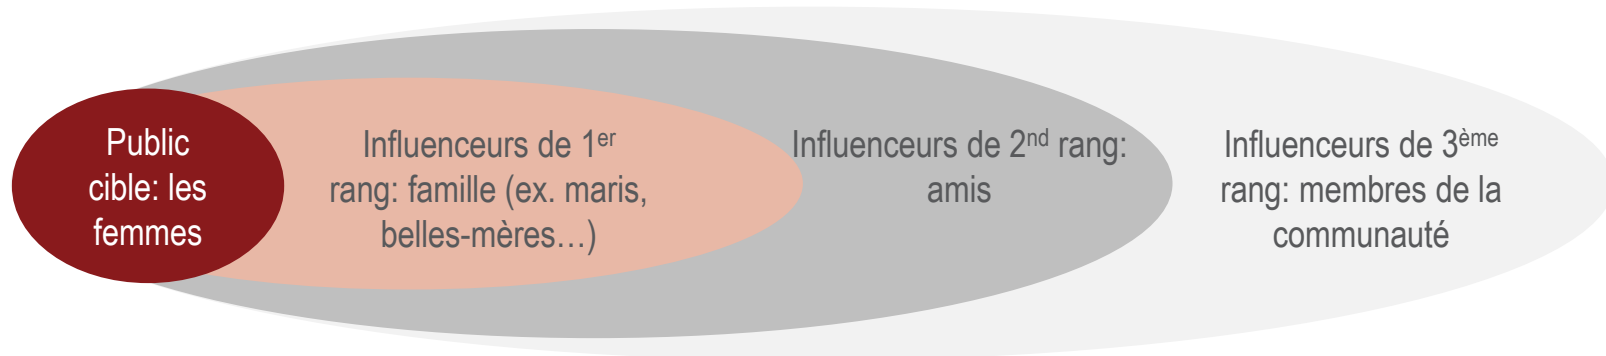 Public
cible: les
femmes
Influenceurs de 1er
rang: famille (ex. maris,
belles-mères…)
Influenceurs de 2nd rang:
amis
Influenceurs de 3ème
rang: membres de la
communauté